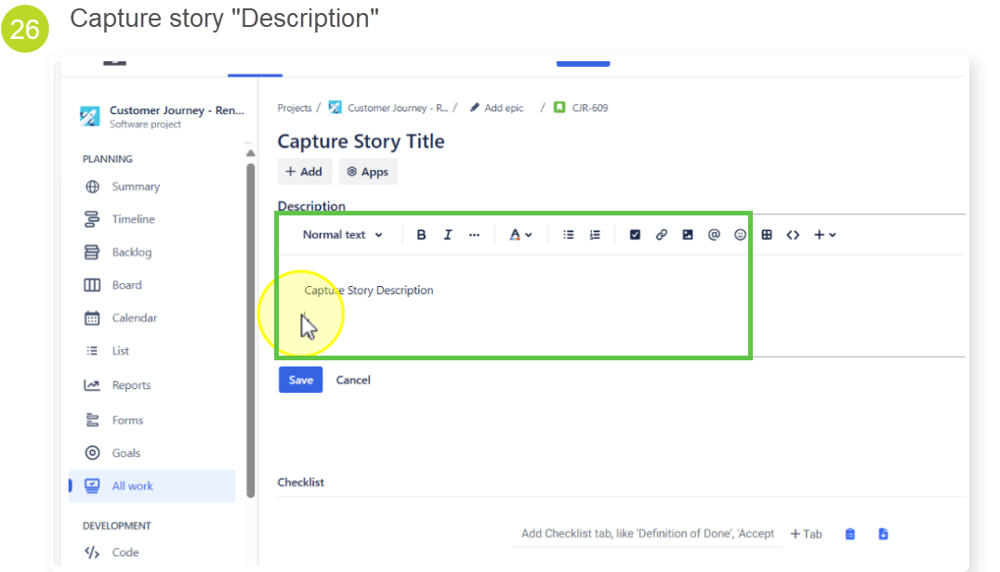 26
Capture story "Description"
Customer Journey - Ren...
Software project
PLANNING
Summary
Timeline
Backlog
Board
Calendar
List
Reports
Forms
Goals
All work
DEVELOPMENT
Code
Projects / Customer Journey - R... / Add epic / CJR-609
Capture Story Title
+ Add Apps
Description
Normal text B I ... A @ <> +
Capture Story Description
Save Cancel
Checklist
Add Checklist tab, like 'Definition of Done', 'Accept + Tab